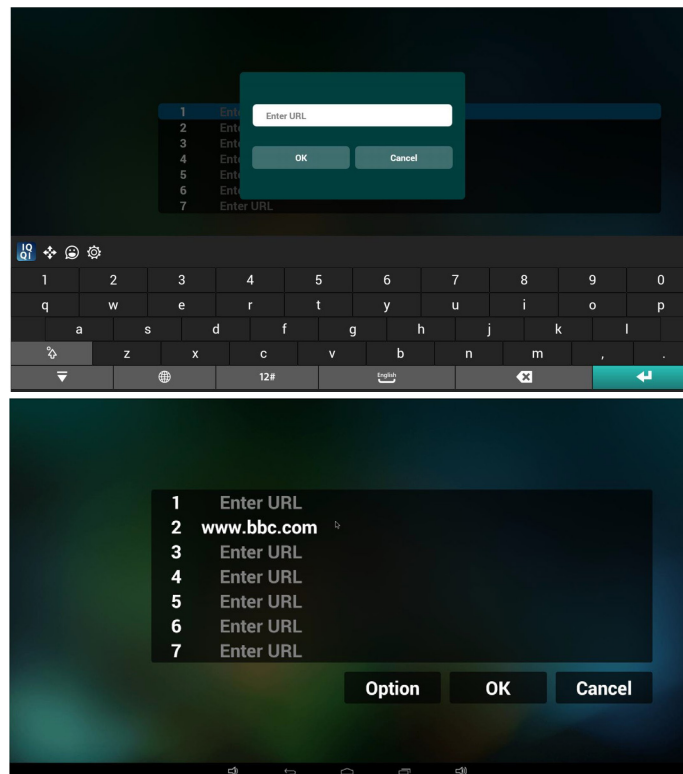 1 Ente
Enter URL
2 Ente
3 Ente
OK Cancel
4 Ente
5 Ente
6 Ente
7 Enter URL
IQ
QI
1 2 3 4 5 6 7 8 9 0
q w e r t y u i o p
a s d f g h j k l
z x c v b n m , .
12# English
1 Enter URL
2 www.bbc.com
3 Enter URL
4 Enter URL
5 Enter URL
6 Enter URL
7 Enter URL
Option OK Cancel